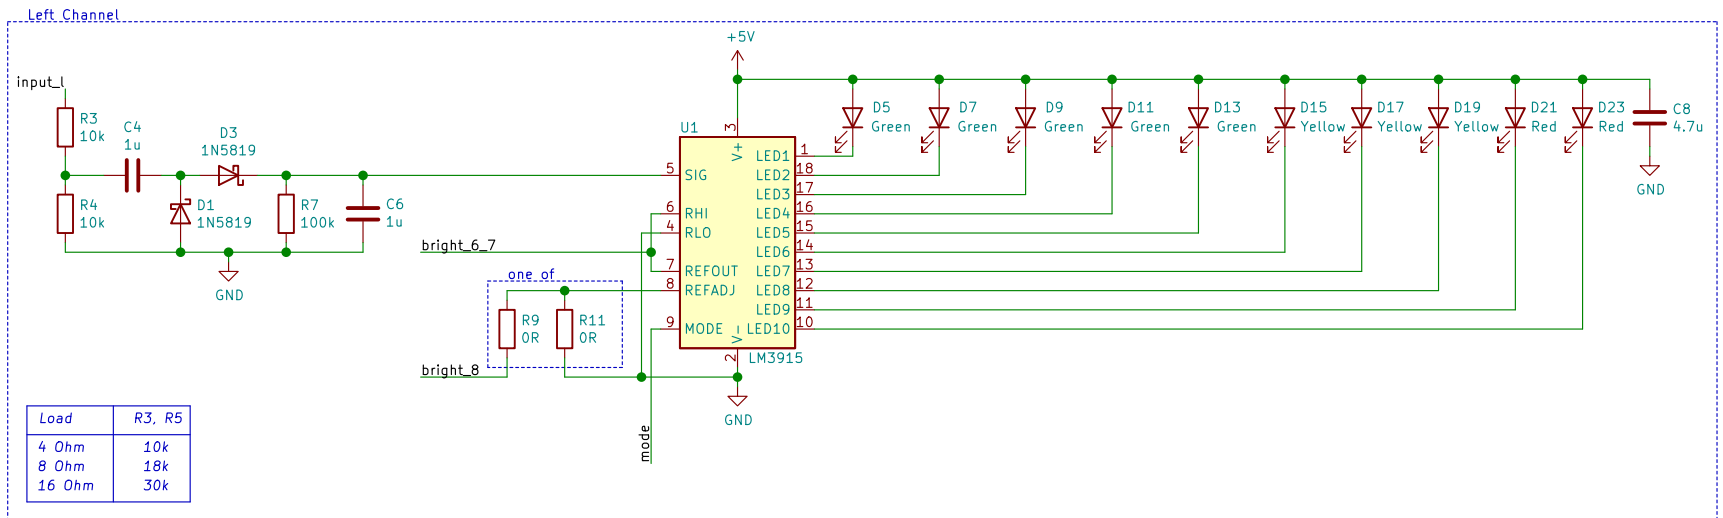 Left Channel
+5V
input_l
R3
10k
C4
1u
D3
1N5819
R4
10k
D1
1N5819
R7
100k
C6
1u
GND
bright_6_7
one of
R9
0R
R11
0R
bright_8
mode
U1
3
V+
5 SIG
6 RHI
4 RLO
7 REFOUT
8 REFADJ
9 MODE
LED1 1
LED2 18
LED3 17
LED4 16
LED5 15
LED6 14
LED7 13
LED8 12
LED9 11
LED10 10
V-
2
LM3915
GND
D5
Green
D7
Green
D9
Green
D11
Green
D13
Green
D15
Yellow
D17
Yellow
D19
Yellow
D21
Red
D23
Red
C8
4.7u
GND
Load R3, R5
4 Ohm 10k
8 Ohm 18k
16 Ohm 30k